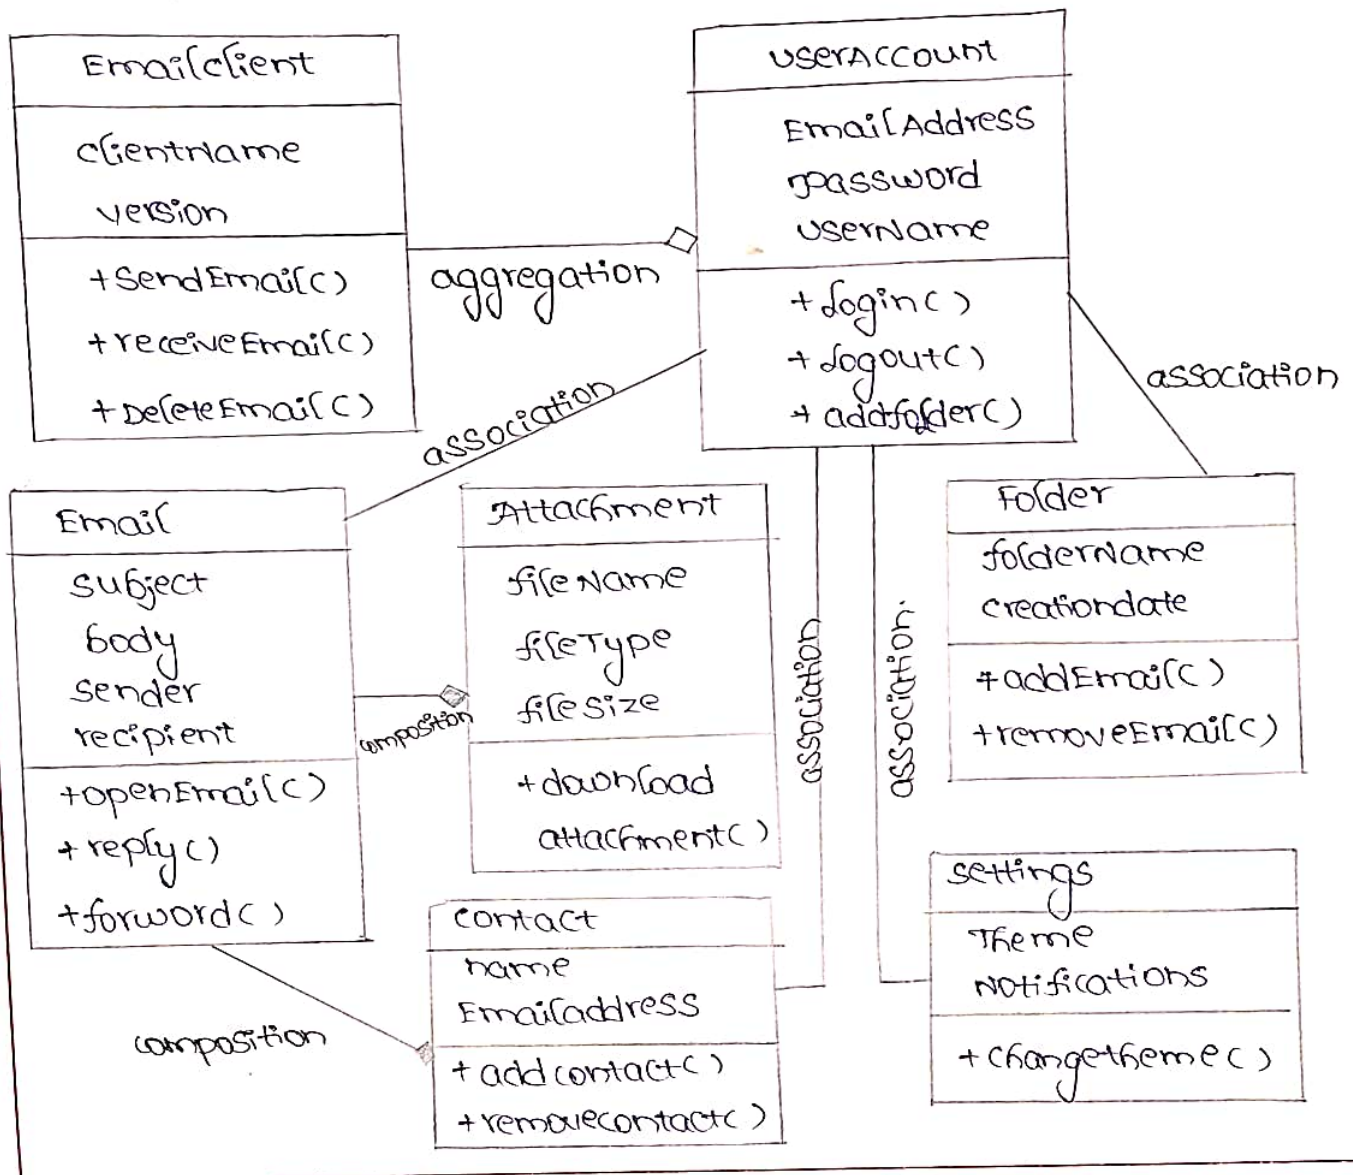 EmailClient
clientName
version
+SendEmail()
+receiveEmail()
+DeleteEmail()
aggregation
userAccount
EmailAddress
password
userName
+login()
+logout()
+addfolder()
association
association
Email
subject
body
sender
recipient
+openEmail()
+reply()
+forword()
composition
Attachment
fileName
fileType
fileSize
+download
attachment()
association
association.
Folder
folderName
creationdate
+addEmail()
+removeEmail()
composition
contact
name
Emailaddress
+addcontact()
+removecontact()
settings
Theme
Notifications
+changetheme()